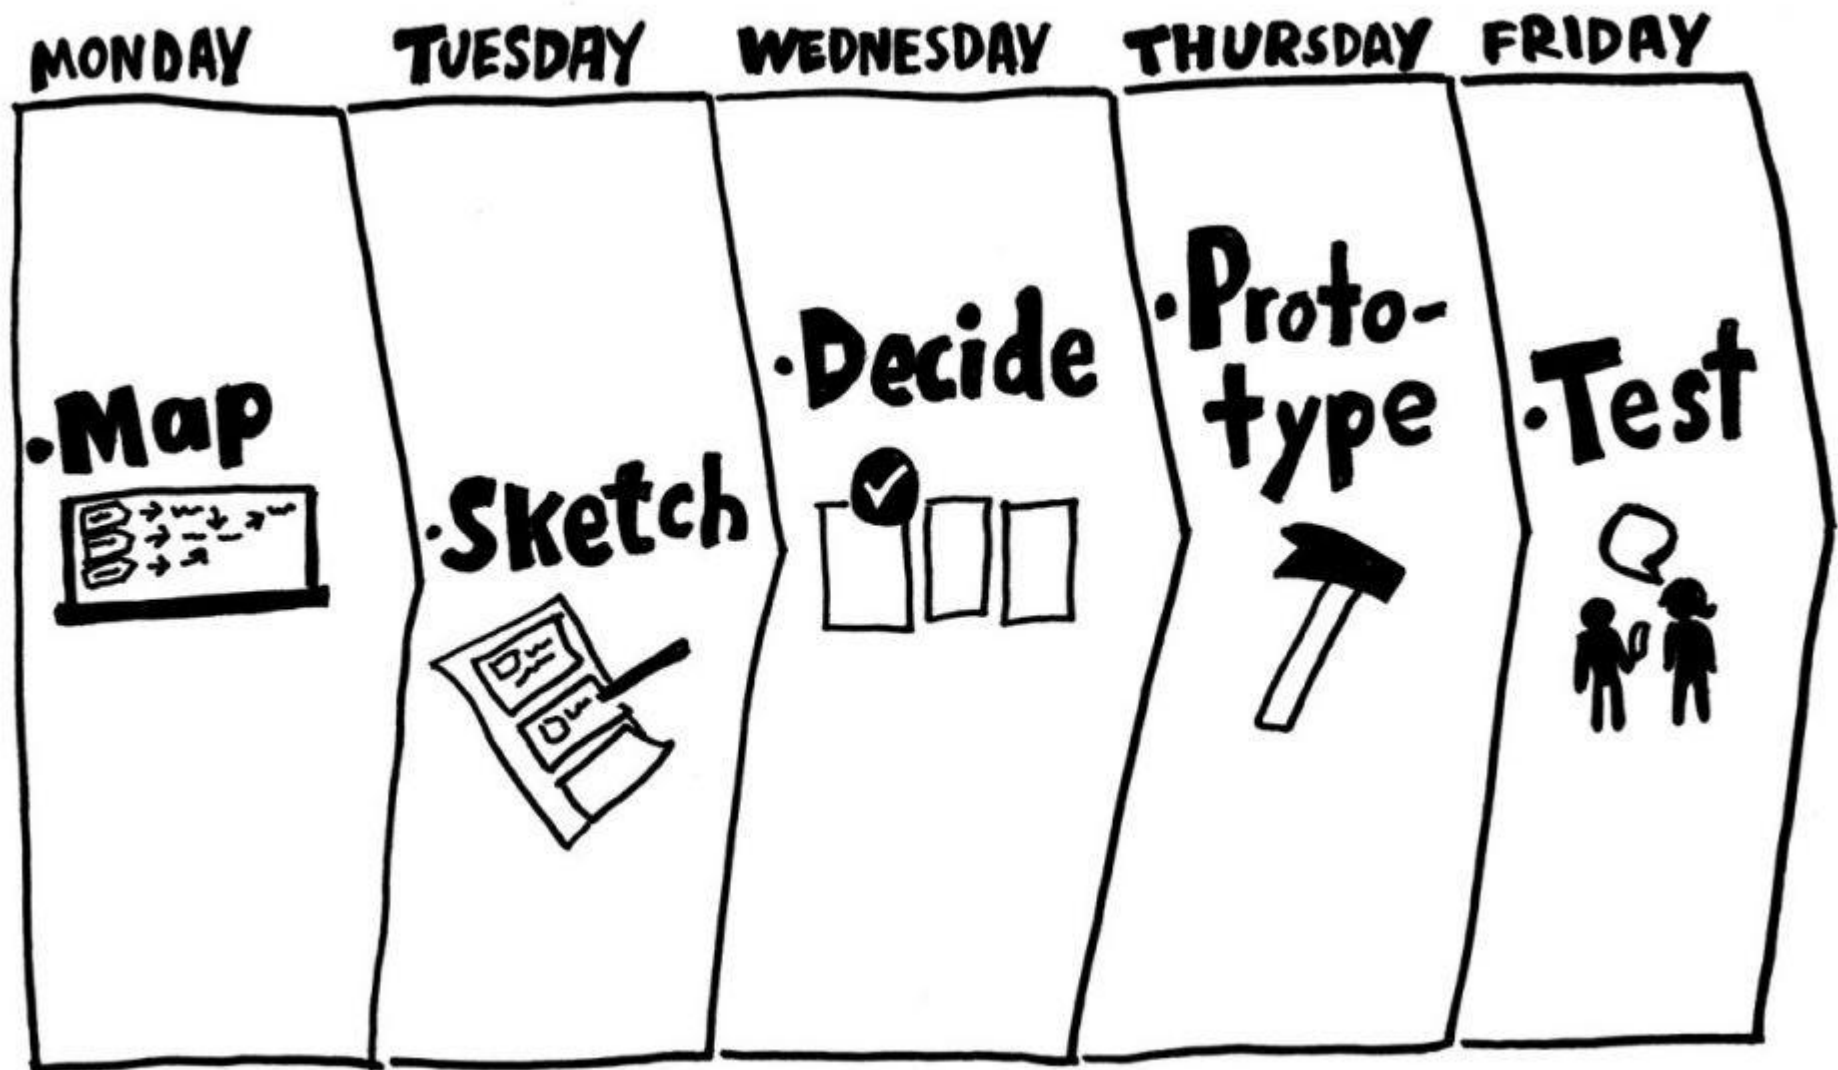 MONDAY TUESDAY WEDNESDAY THURSDAY FRIDAY
·Map
·Sketch
·Decide
·Proto-
type
·Test